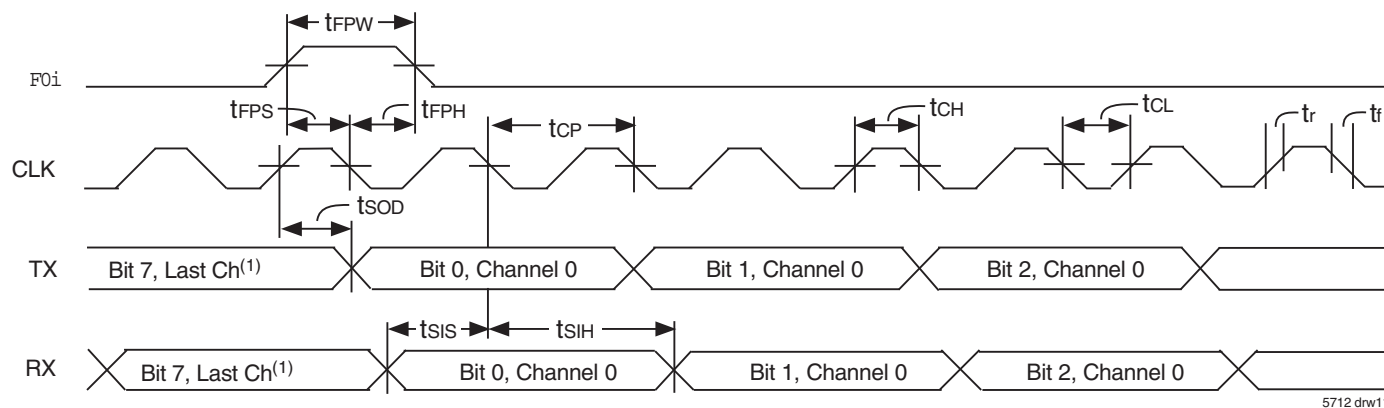 tFPW
F0i
tFPS
tFPH
tCP
tCH
tCL
tr
tf
CLK
tSOD
TX
Bit 7, Last Ch(1)
Bit 0, Channel 0
Bit 1, Channel 0
Bit 2, Channel 0
tSIS
tSIH
RX
Bit 7, Last Ch(1)
Bit 0, Channel 0
Bit 1, Channel 0
Bit 2, Channel 0
5712 drw1